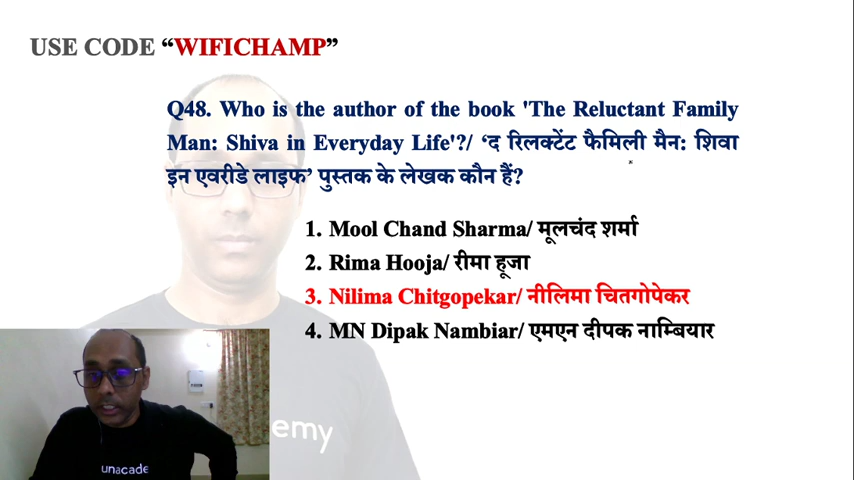 USE CODE “WIFICHAMP”
Q48. Who is the author of the book 'The Reluctant Family
Man: Shiva in Everyday Life'?/ ‘द रिलक्टेंट फैमिली मैन: शिवा
इन एवरीडे लाइफ’ पुस्तक के लेखक कौन हैं?
1. Mool Chand Sharma/ मूलचंद शर्मा
2. Rima Hooja/ रीमा हूजा
3. Nilima Chitgopekar/ नीलिमा चितगोपेकर
4. MN Dipak Nambiar/ एमएन दीपक नाम्बियार
emy
unacade